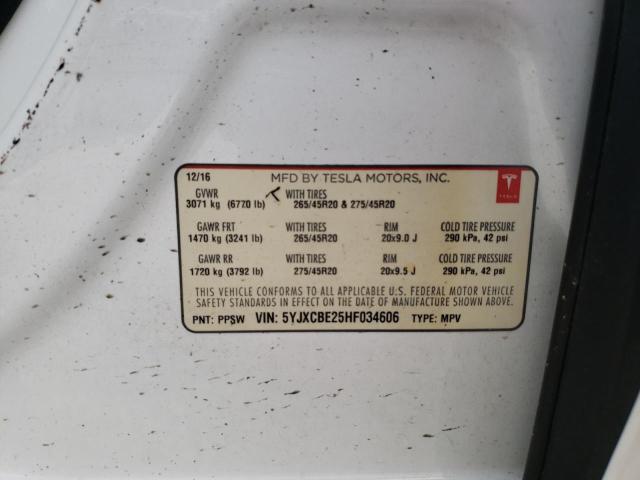 12/16 MFD BY TESLA MOTORS, INC.
GVWR WITH TIRES
3071 kg (6770 lb) 265/45R20 & 275/45R20
TESLA
GAWR FRT WITH TIRES RIM COLD TIRE PRESSURE
1470 kg (3241 lb) 265/45R20 20x9.0 J 290 kPa, 42 psi
GAWR RR WITH TIRES RIM COLD TIRE PRESSURE
1720 kg (3792 lb) 275/45R20 20x9.5 J 290 kPa, 42 psi
THIS VEHICLE CONFORMS TO ALL APPLICABLE U.S. FEDERAL MOTOR VEHICLE
SAFETY STANDARDS IN EFFECT ON THE DATE OF MANUFACTURE SHOWN ABOVE.
PNT: PPSW VIN: 5YJXCBE25HF034606 TYPE: MPV